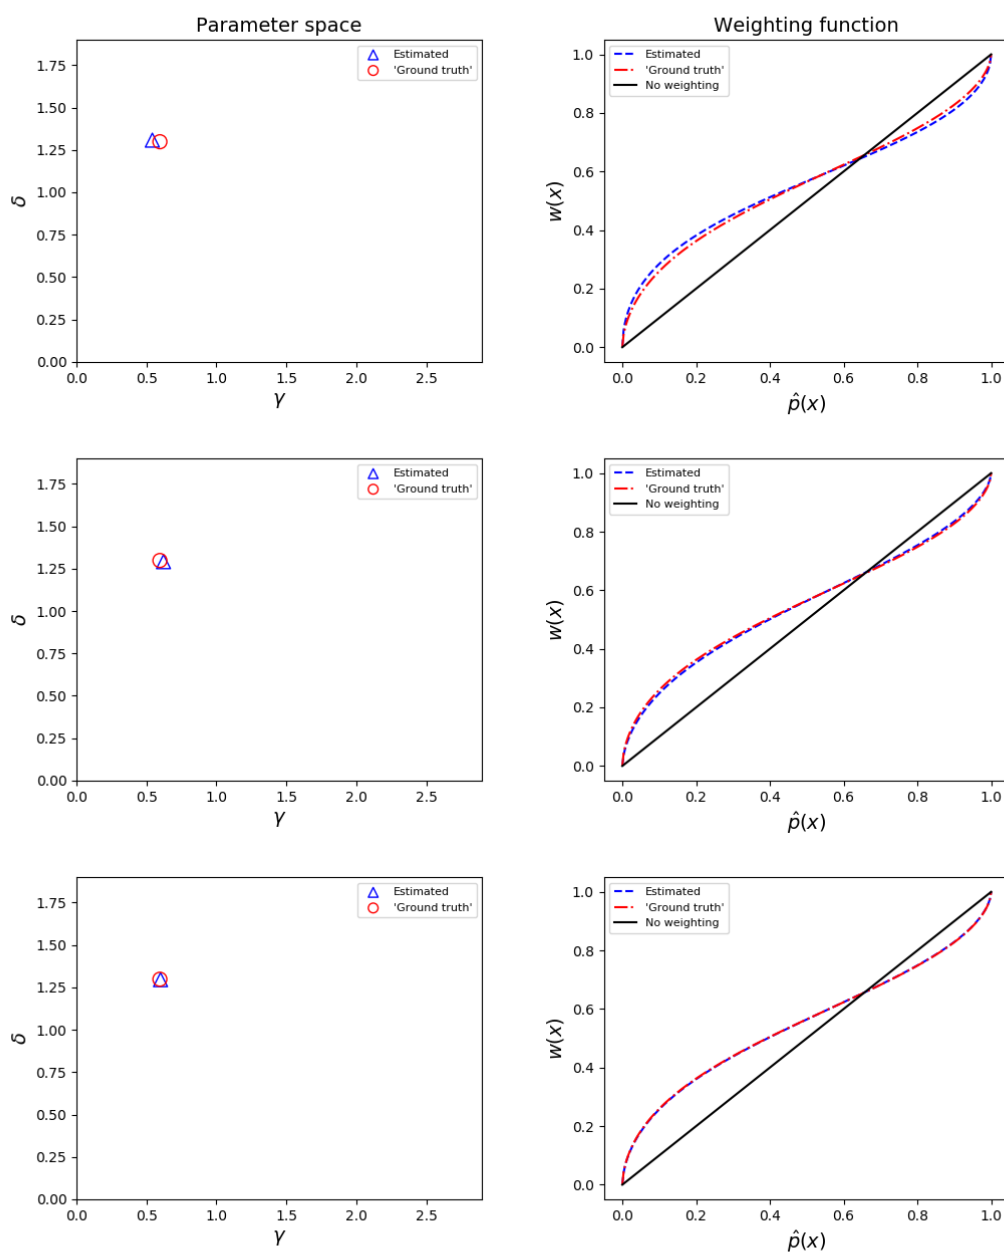 Parameter space
Weighting function
1.75
1.50
1.25
1.00
0.75
0.50
0.25
0.00
δ
0.0 0.5 1.0 1.5 2.0 2.5
γ
Estimated
'Ground truth'
1.0
0.8
0.6
0.4
0.2
0.0
w(x)
0.0 0.2 0.4 0.6 0.8 1.0
p̂(x)
Estimated
'Ground truth'
No weighting
1.75
1.50
1.25
1.00
0.75
0.50
0.25
0.00
δ
0.0 0.5 1.0 1.5 2.0 2.5
γ
Estimated
'Ground truth'
1.0
0.8
0.6
0.4
0.2
0.0
w(x)
0.0 0.2 0.4 0.6 0.8 1.0
p̂(x)
Estimated
'Ground truth'
No weighting
1.75
1.50
1.25
1.00
0.75
0.50
0.25
0.00
δ
0.0 0.5 1.0 1.5 2.0 2.5
γ
Estimated
'Ground truth'
1.0
0.8
0.6
0.4
0.2
0.0
w(x)
0.0 0.2 0.4 0.6 0.8 1.0
p̂(x)
Estimated
'Ground truth'
No weighting